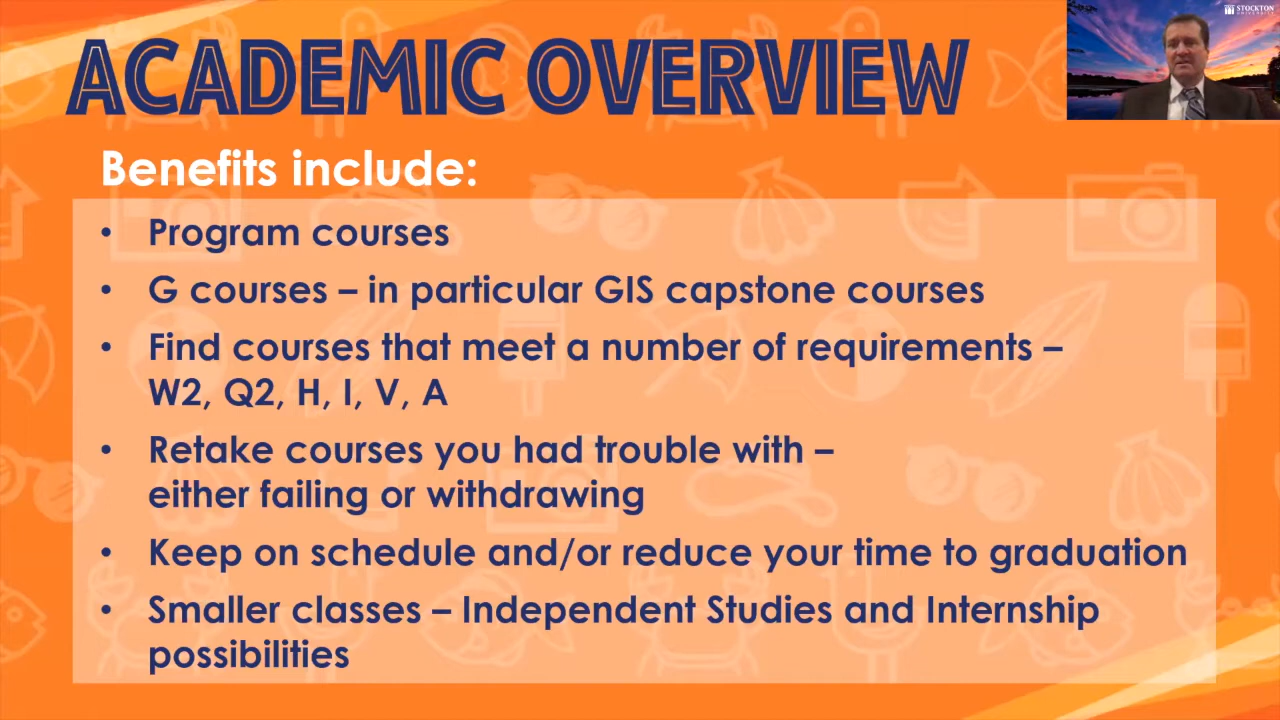 ACADEMIC OVERVIEW
STOCKTON
UNIVERSITY
Benefits include:
• Program courses
• G courses – in particular GIS capstone courses
• Find courses that meet a number of requirements –
W2, Q2, H, I, V, A
• Retake courses you had trouble with –
either failing or withdrawing
• Keep on schedule and/or reduce your time to graduation
• Smaller classes – Independent Studies and Internship
possibilities